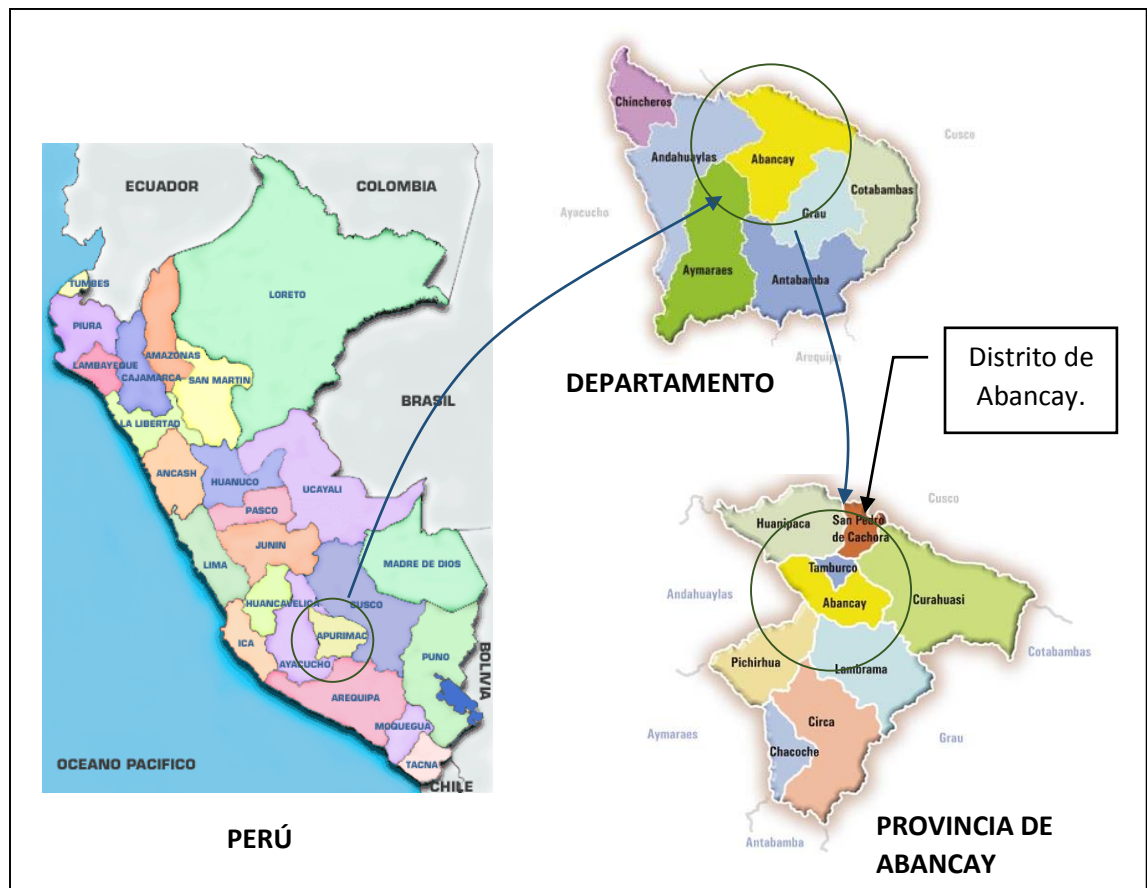 ECUADOR
COLOMBIA
TUMBES
LORETO
PIURA
AMAZONAS
LAMBAYEQUE
CAJAMARCA
SAN MARTIN
BRASIL
LA LIBERTAD
ANCASH
HUANUCO
UCAYALI
PASCO
JUNIN
LIMA
MADRE DE DIOS
HUANCAVELICA
CUSCO
APURIMAC
ICA
AYACUCHO
PUNO
BOLIVIA
AREQUIPA
MOQUEGUA
TACNA
OCEANO PACIFICO
CHILE
PERÚ
Chincheros
Cusco
Andahuaylas
Abancay
Cotabambas
Ayacucho
Grau
Aymaraes
Antabamba
Arequipa
DEPARTAMENTO
Distrito de
Abancay.
Cusco
Huanipaca
San Pedro
de Cachora
Tamburco
Andahuaylas
Abancay
Curahuasi
Cotabambas
Pichirhua
Lambrama
Circa
Aymaraes
Grau
Chacoche
Antabamba
PROVINCIA DE
ABANCAY